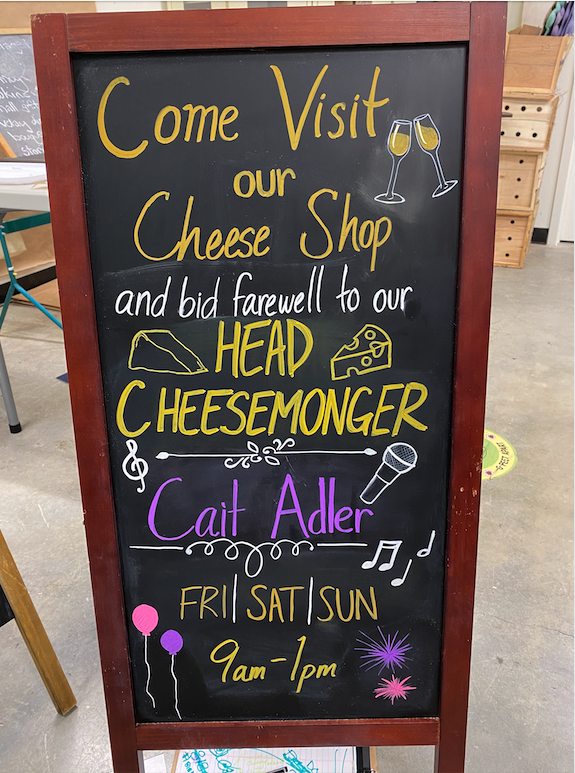 Come Visit
our
Cheese Shop
and bid farewell to our
HEAD
CHEESEMONGER
Cait Adler
FRI|SAT|SUN
9am-1pm